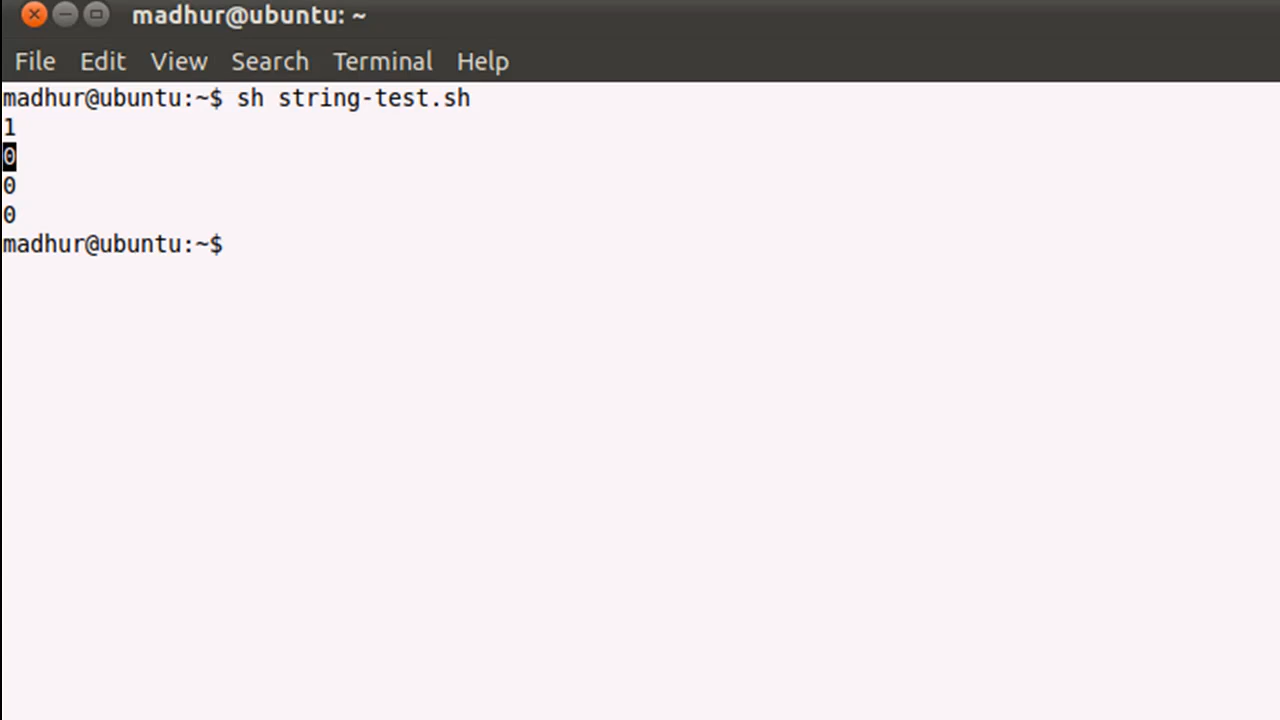 madhur@ubuntu: ~
File Edit View Search Terminal Help
madhur@ubuntu:~$ sh string-test.sh
1
0
0
0
madhur@ubuntu:~$